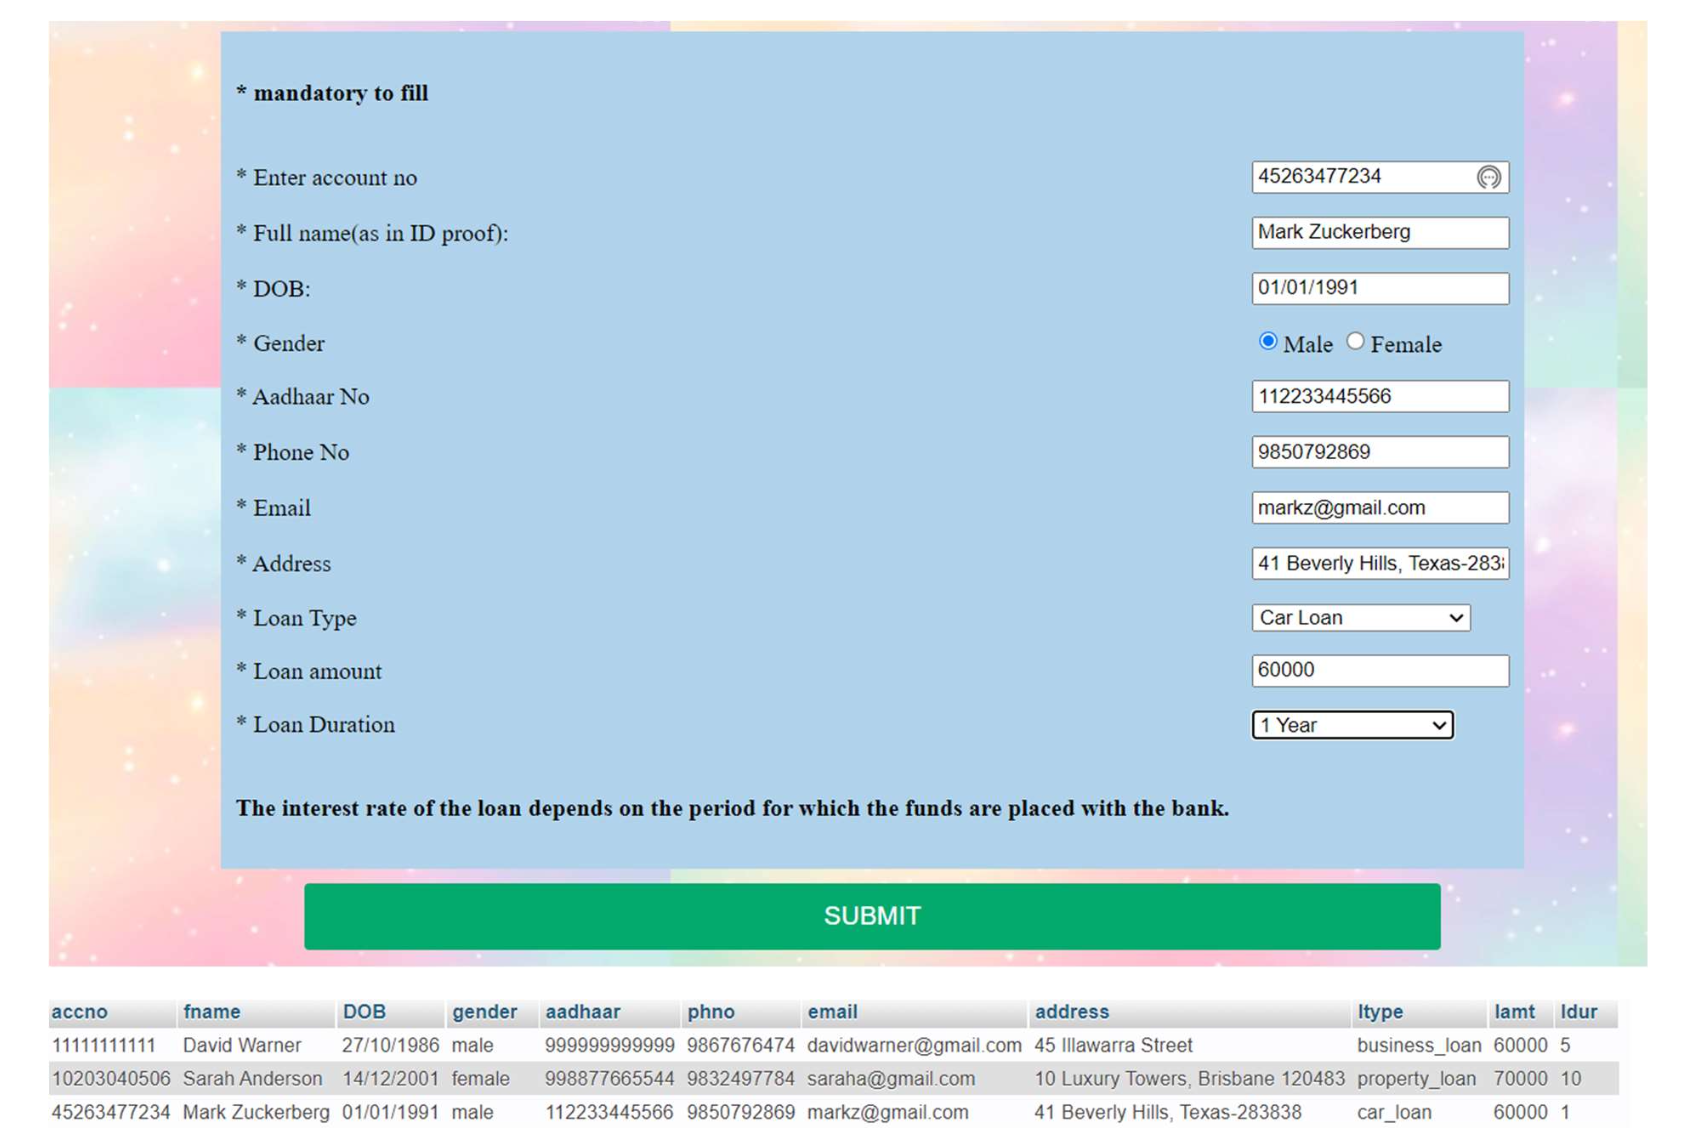 * mandatory to fill
* Enter account no 45263477234
* Full name(as in ID proof): Mark Zuckerberg
* DOB: 01/01/1991
* Gender Male Female
* Aadhaar No 112233445566
* Phone No 9850792869
* Email markz@gmail.com
* Address 41 Beverly Hills, Texas-283
* Loan Type Car Loan
* Loan amount 60000
* Loan Duration 1 Year
The interest rate of the loan depends on the period for which the funds are placed with the bank.
SUBMIT
accno fname DOB gender aadhaar phno email address ltype lamt ldur
11111111111 David Warner 27/10/1986 male 999999999999 9867676474 davidwarner@gmail.com 45 Illawarra Street business_loan 60000 5
10203040506 Sarah Anderson 14/12/2001 female 998877665544 9832497784 saraha@gmail.com 10 Luxury Towers, Brisbane 120483 property_loan 70000 10
45263477234 Mark Zuckerberg 01/01/1991 male 112233445566 9850792869 markz@gmail.com 41 Beverly Hills, Texas-283838 car_loan 60000 1